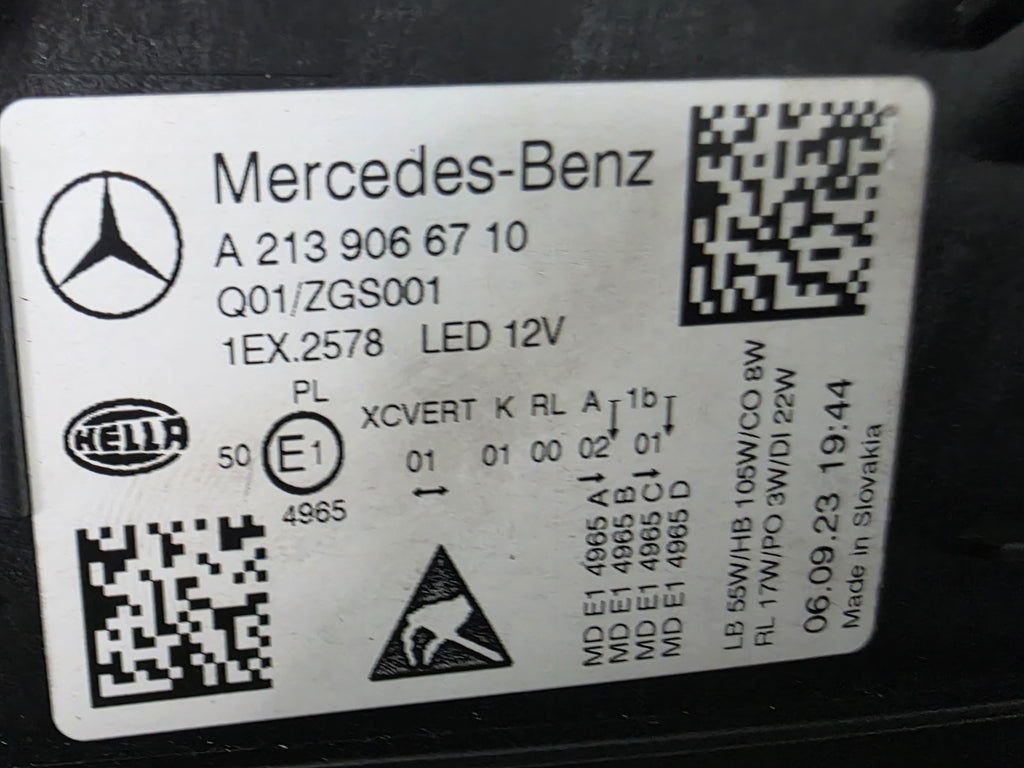 Mercedes-Benz
A 213 906 67 10
Q01/ZGS001
1EX.2578 LED 12V
HELLA
PL
50 E1
4965
XCVERT K RL A 1b
01 01 00 02 01
MD E1 4965 A
MD E1 4965 B
MD E1 4965 C
MD E1 4965 D
LB 55W/HB 105W/CO 8W
RL 17W/PO 3W/DI 22W
06.09.23 19:44
Made in Slovakia